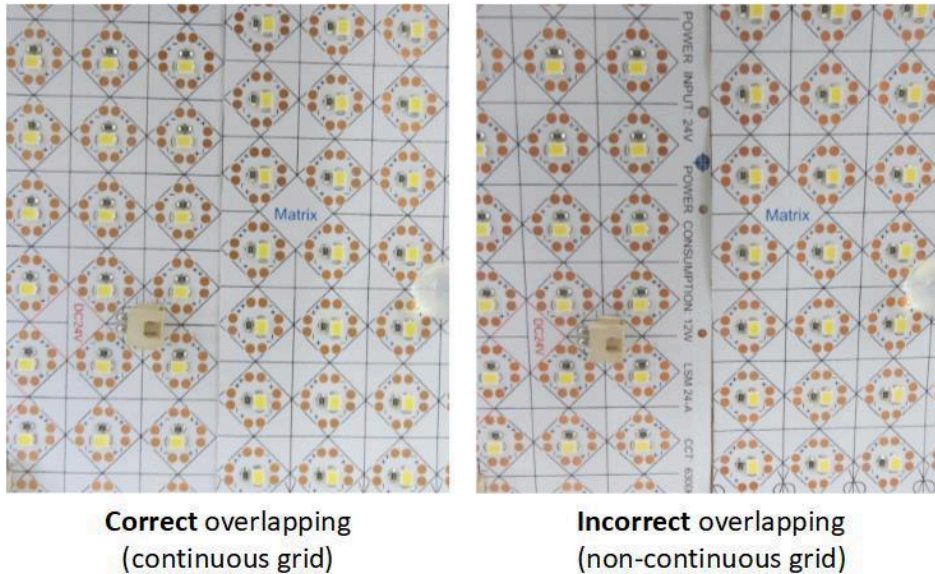 Matrix
DC24V
POWER INPUT 24V POWER CONSUMPTION 12W LSM 24-A CCT
Matrix
DC24V
Correct overlapping
(continuous grid)
Incorrect overlapping
(non-continuous grid)